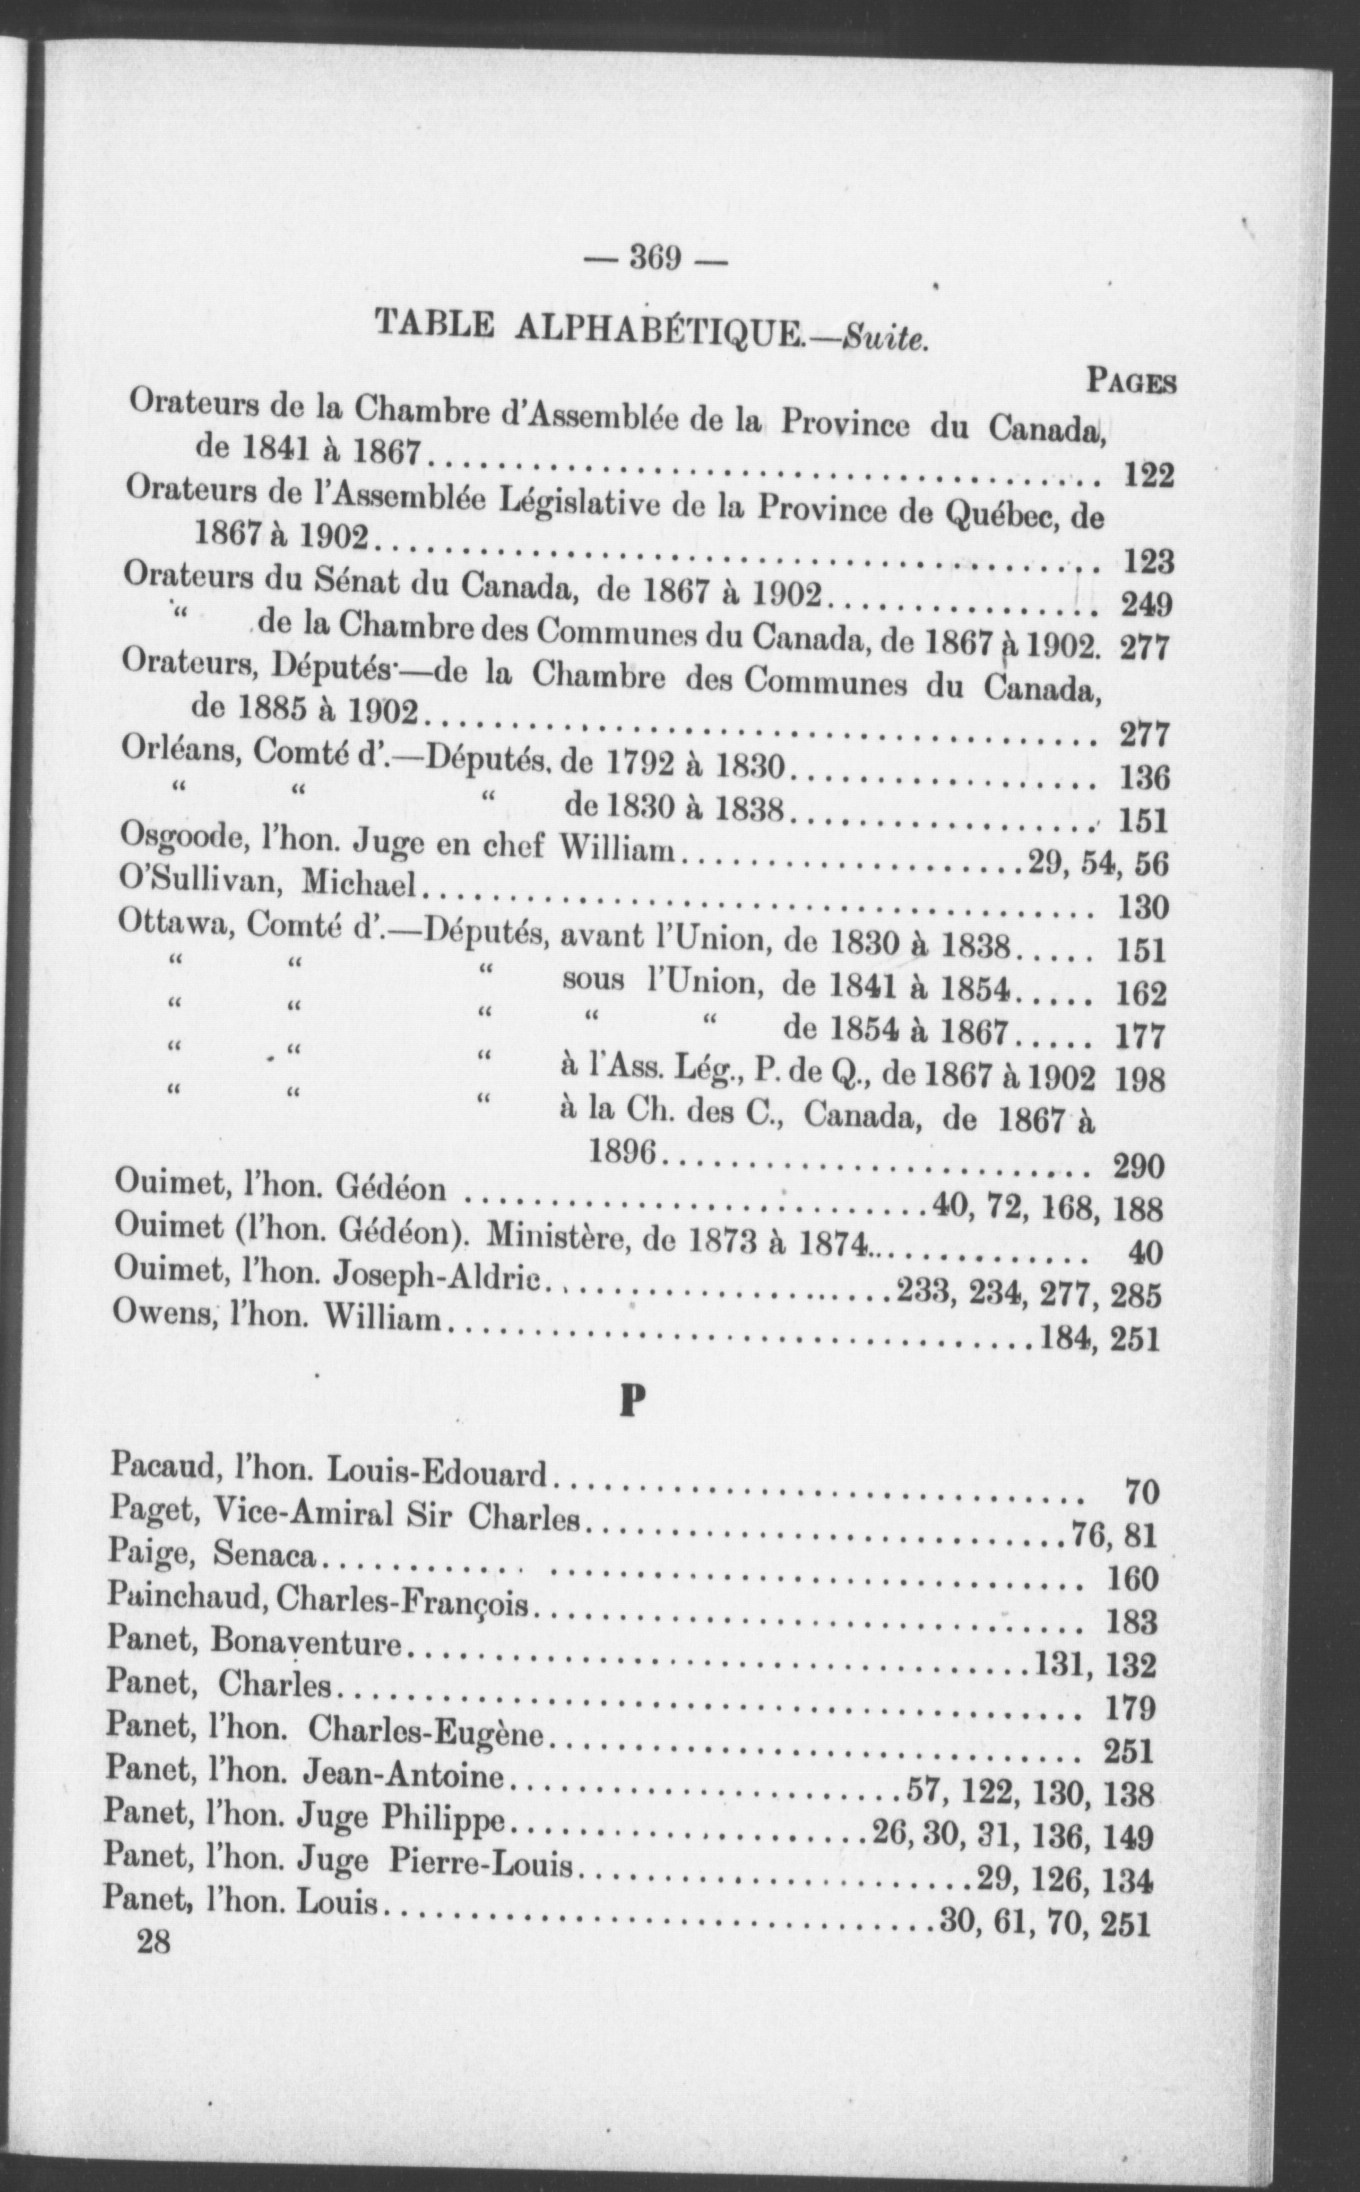 — 369 —
TABLE ALPHABÉTIQUE.—Suite.
PAGES
Orateurs de la Chambre d'Assemblée de la Province du Canada,
de 1841 à 1867........................................ 122
Orateurs de l'Assemblée Législative de la Province de Québec, de
1867 à 1902........................................... 123
Orateurs du Sénat du Canada, de 1867 à 1902................ 249
“ de la Chambre des Communes du Canada, de 1867 à 1902. 277
Orateurs, Députés—de la Chambre des Communes du Canada,
de 1885 à 1902........................................ 277
Orléans, Comté d'.—Députés, de 1792 à 1830.................. 136
“ “ “ de 1830 à 1838.................. 151
Osgoode, l'hon. Juge en chef William....................29, 54, 56
O'Sullivan, Michael........................................ 130
Ottawa, Comté d'.—Députés, avant l'Union, de 1830 à 1838..... 151
“ “ “ sous l'Union, de 1841 à 1854..... 162
“ “ “ “ “ de 1854 à 1867..... 177
“ “ “ à l'Ass. Lég., P. de Q., de 1867 à 1902 198
“ “ “ à la Ch. des C., Canada, de 1867 à
1896......................... 290
Ouimet, l'hon. Gédéon ...........................40, 72, 168, 188
Ouimet (l'hon. Gédéon). Ministère, de 1873 à 1874.............. 40
Ouimet, l'hon. Joseph-Aldric....................233, 234, 277, 285
Owens, l'hon. William..................................184, 251
P
Pacaud, l'hon. Louis-Edouard............................... 70
Paget, Vice-Amiral Sir Charles............................76, 81
Paige, Senaca............ ............................... 160
Painchaud, Charles-François................................ 183
Panet, Bonaventure....................................131, 132
Panet, Charles............................................ 179
Panet, l'hon. Charles-Eugène............................... 251
Panet, l'hon. Jean-Antoine.......................57, 122, 130, 138
Panet, l'hon. Juge Philippe.....................26, 30, 31, 136, 149
Panet, l'hon. Juge Pierre-Louis.......................29, 126, 134
Panet, l'hon. Louis................................30, 61, 70, 251
28